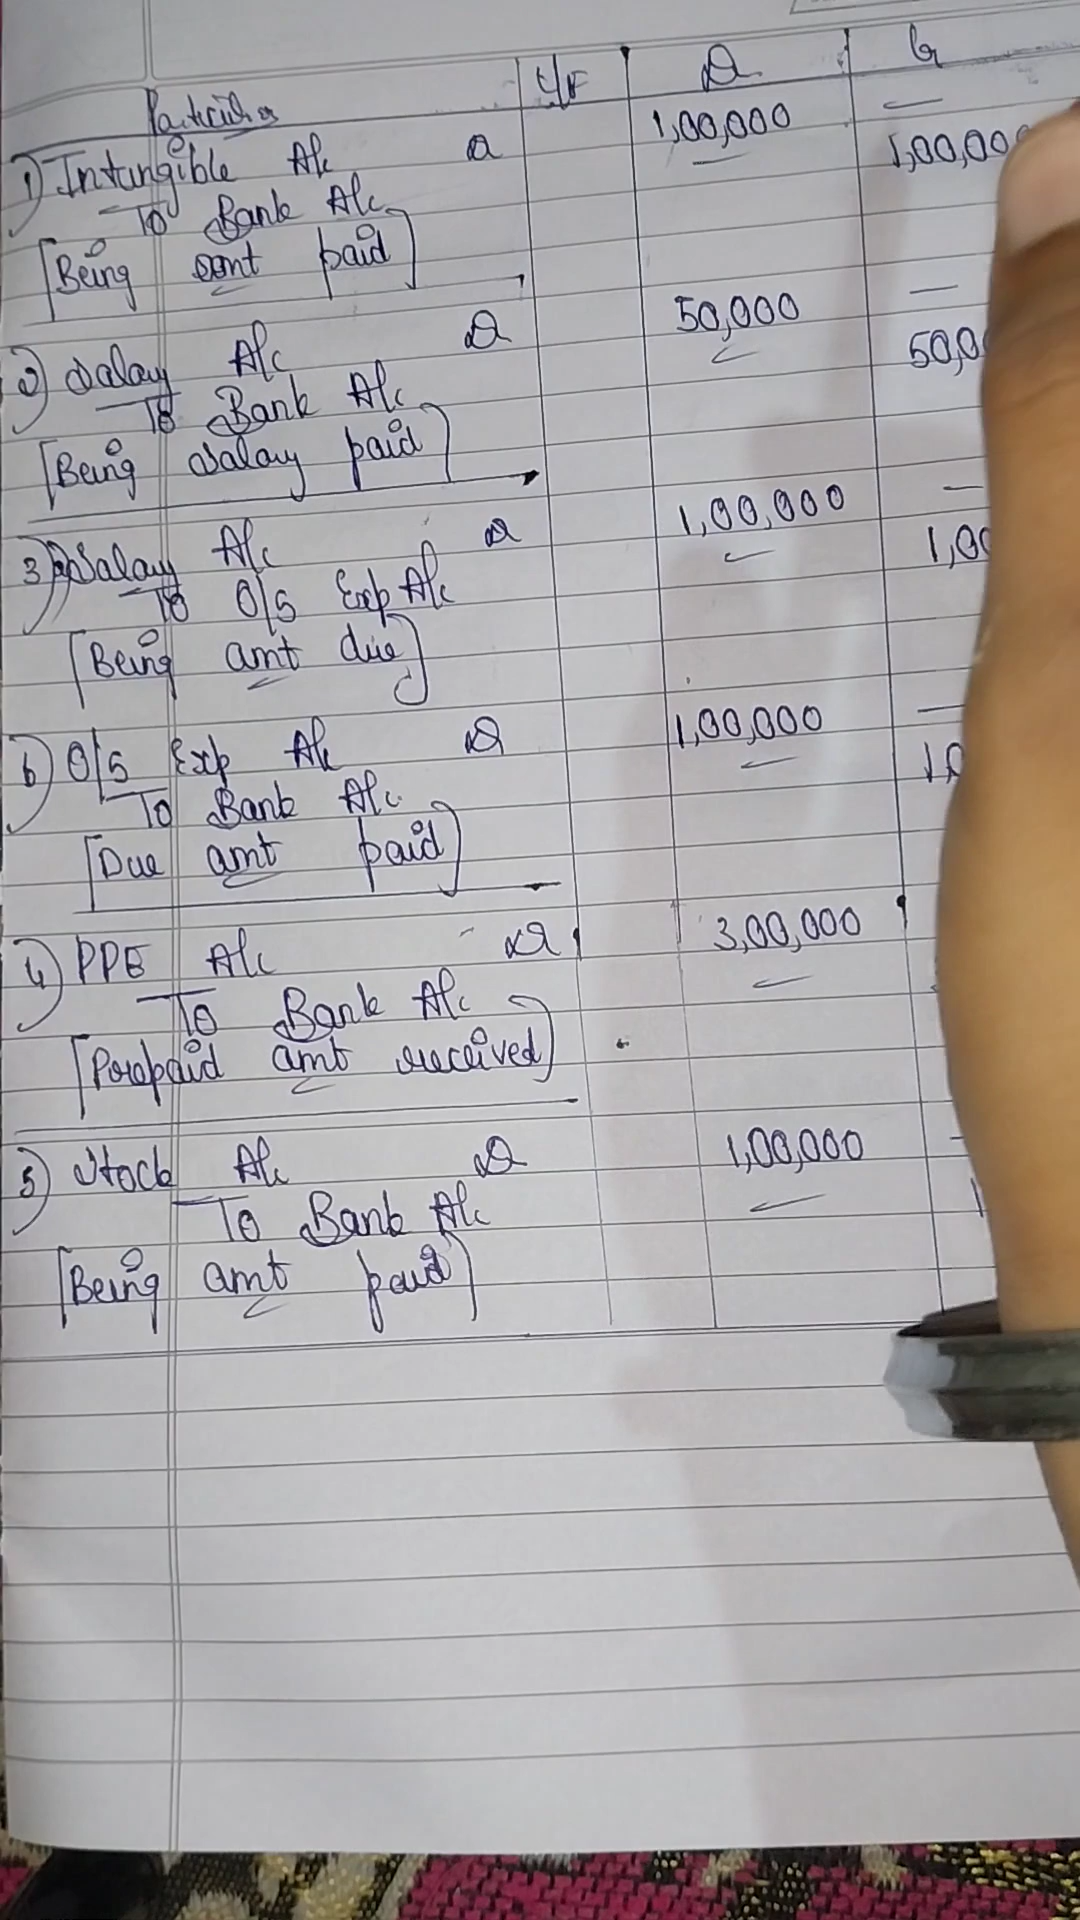 Particulars L/F Dr Cr
1) Intangible A/c Dr 1,00,000 —
To Bank A/c 1,00,00
[Being amt paid]
2) Salary A/c Dr 50,000 —
To Bank A/c 50,0
[Being Salary paid]
3) Salary A/c Dr 1,00,000 —
To O/S Exp A/c 1,00
[Being amt due]
b) O/S Exp A/c Dr 1,00,000 —
To Bank A/c 1,0
[Due amt paid]
4) PPE A/c Dr 3,00,000
To Bank A/c
[Prepaid amt received]
5) Stock A/c Dr 1,00,000 -
To Bank A/c 1
[Being amt paid]